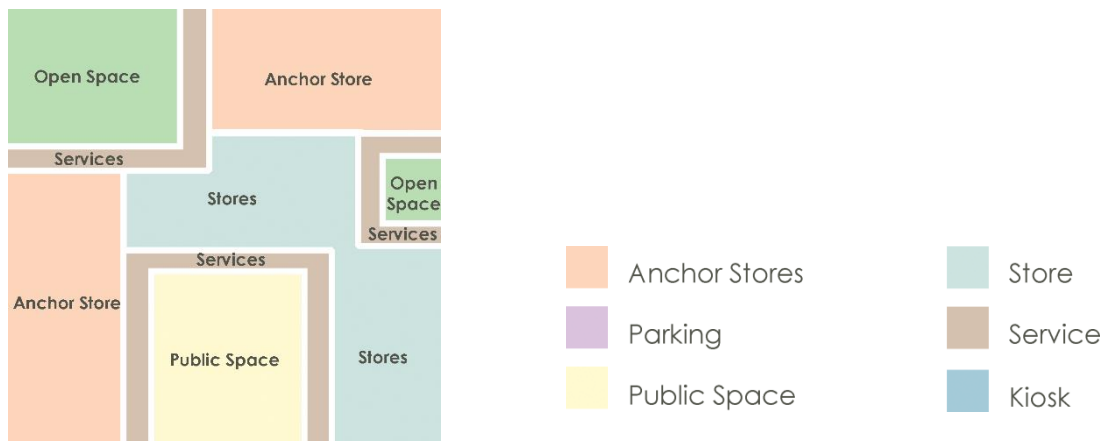 Open Space
Anchor Store
Services
Stores
Open
Space
Services
Services
Anchor Store
Public Space
Stores
Anchor Stores
Parking
Public Space
Store
Service
Kiosk